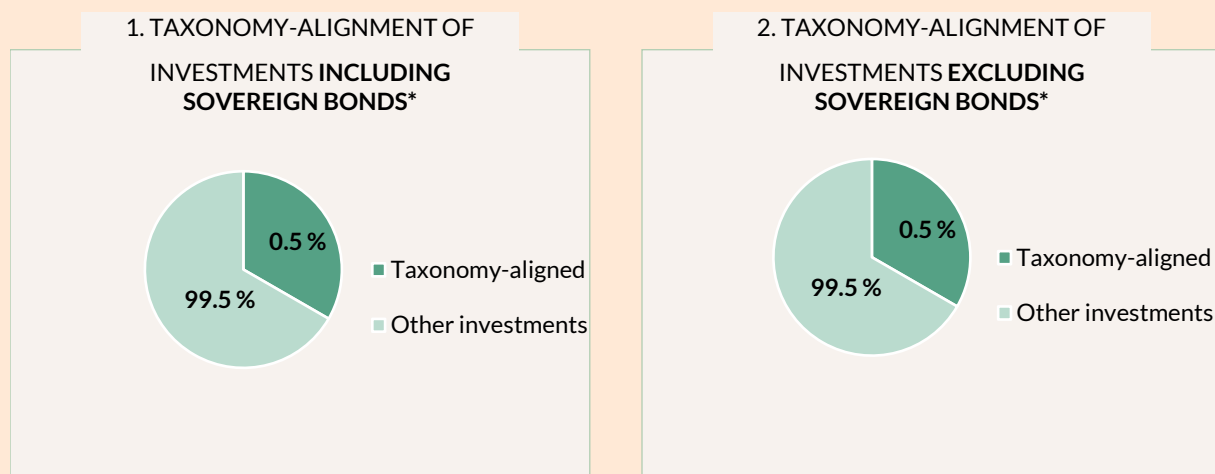 1. TAXONOMY-ALIGNMENT OF
INVESTMENTS INCLUDING
SOVEREIGN BONDS*
0.5 %
99.5 %
Taxonomy-aligned
Other investments
2. TAXONOMY-ALIGNMENT OF
INVESTMENTS EXCLUDING
SOVEREIGN BONDS*
0.5 %
99.5 %
Taxonomy-aligned
Other investments